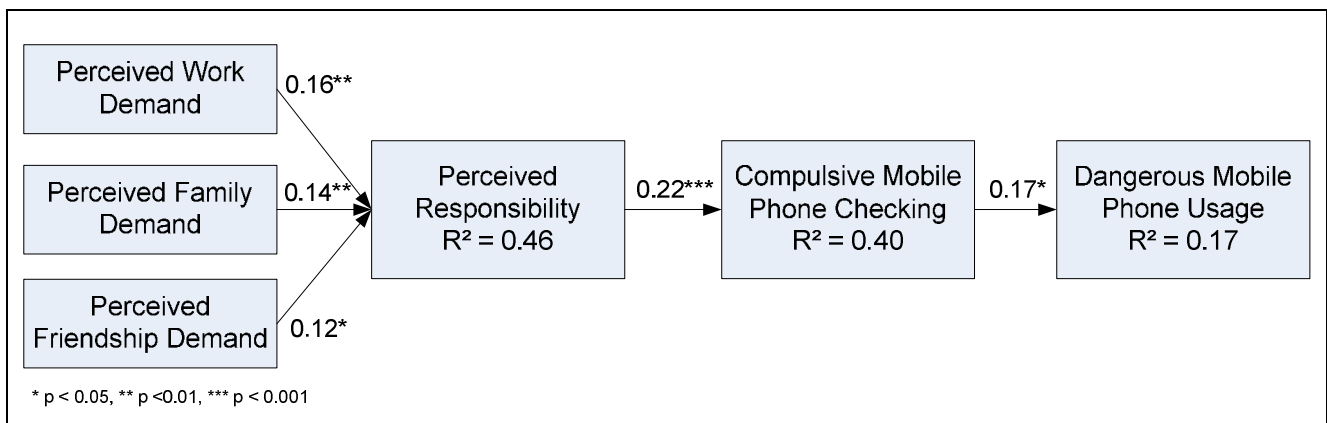 Perceived Work
Demand
0.16**
Perceived Family
Demand
0.14**
Perceived
Friendship Demand
0.12*
Perceived
Responsibility
R² = 0.46
0.22***
Compulsive Mobile
Phone Checking
R² = 0.40
0.17*
Dangerous Mobile
Phone Usage
R² = 0.17
* p < 0.05, ** p <0.01, *** p < 0.001